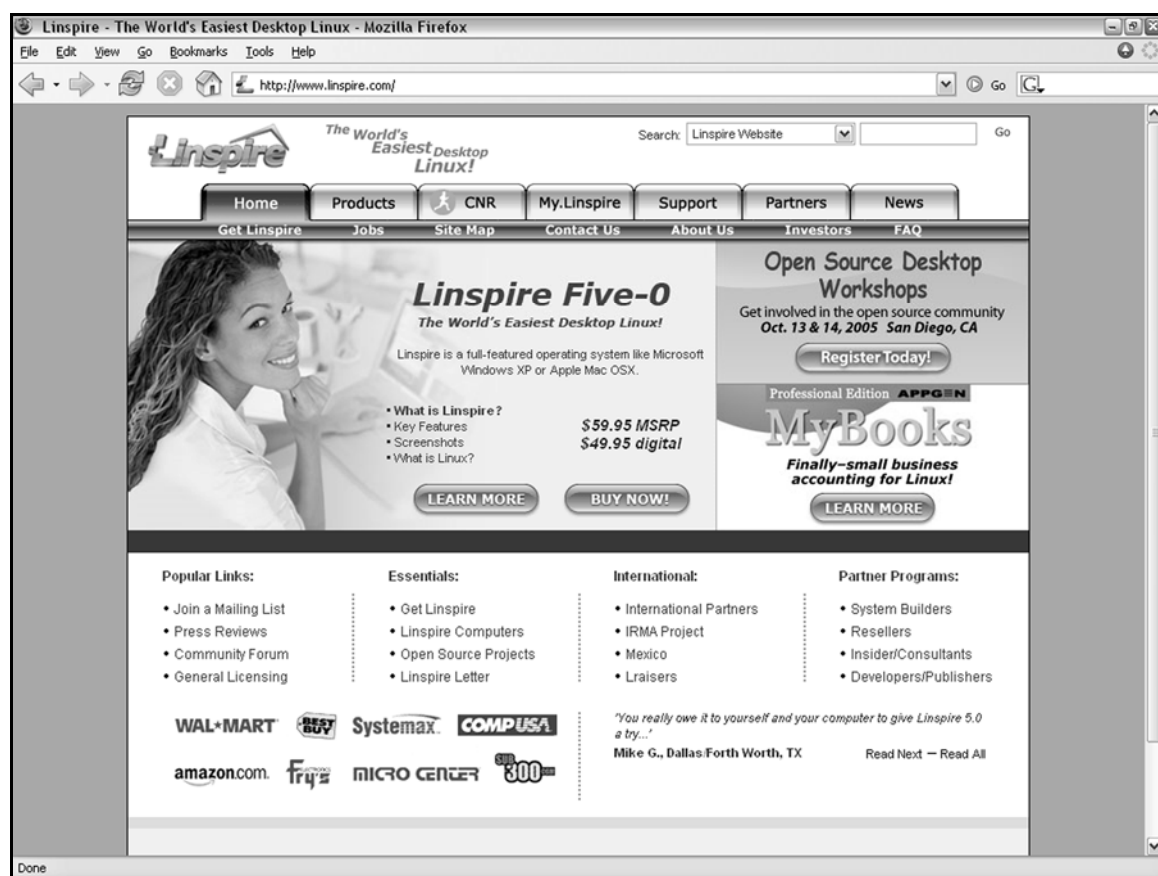 Linspire - The World's Easiest Desktop Linux - Mozilla Firefox
File Edit View Go Bookmarks Tools Help
http://www.linspire.com/ Go G
Linspire The World's Easiest Desktop Linux!
Search: Linspire Website Go
Home Products CNR My.Linspire Support Partners News
Get Linspire Jobs Site Map Contact Us About Us Investors FAQ
Linspire Five-0
The World's Easiest Desktop Linux!
Linspire is a full-featured operating system like Microsoft
Windows XP or Apple Mac OSX.
• What is Linspire?
• Key Features
• Screenshots
• What is Linux?
$59.95 MSRP
$49.95 digital
LEARN MORE BUY NOW!
Open Source Desktop
Workshops
Get involved in the open source community
Oct. 13 & 14, 2005 San Diego, CA
Register Today!
Professional Edition APPGEN
MyBooks
Finally–small business
accounting for Linux!
LEARN MORE
Popular Links:
• Join a Mailing List
• Press Reviews
• Community Forum
• General Licensing
Essentials:
• Get Linspire
• Linspire Computers
• Open Source Projects
• Linspire Letter
International:
• International Partners
• IRMA Project
• Mexico
• Lraisers
Partner Programs:
• System Builders
• Resellers
• Insider/Consultants
• Developers/Publishers
WAL★MART BEST BUY Systemax COMPUSA
amazon.com. Fry's ELECTRONICS MICRO CENTER SUB 300
"You really owe it to yourself and your computer to give Linspire 5.0
a try..."
Mike G., Dallas/Forth Worth, TX Read Next — Read All
Done